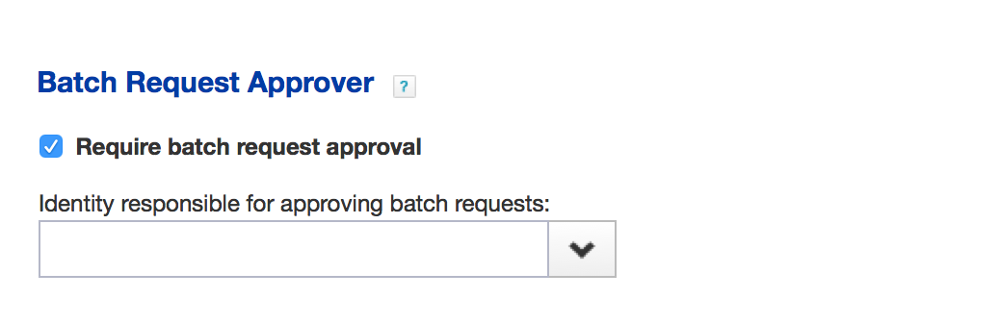 Batch Request Approver ?
Require batch request approval
Identity responsible for approving batch requests: